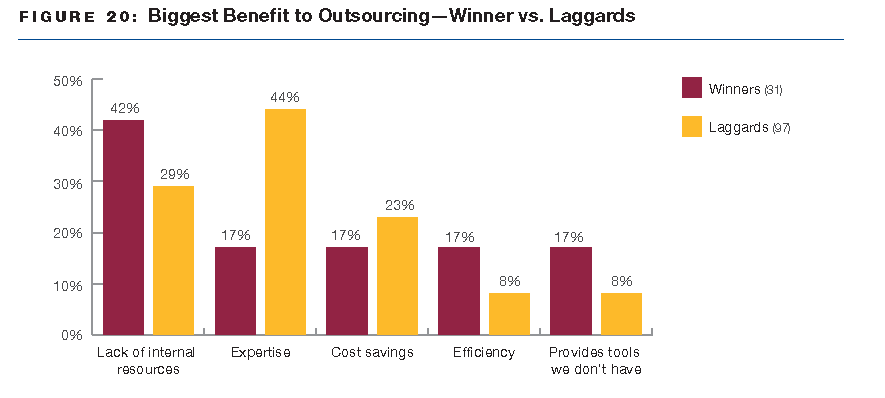 FIGURE 20: Biggest Benefit to Outsourcing—Winner vs. Laggards
50%
40%
30%
20%
10%
0%
42%
29%
17%
44%
17%
23%
17%
8%
17%
8%
Lack of internal
resources
Expertise
Cost savings
Efficiency
Provides tools
we don't have
Winners (31)
Laggards (97)